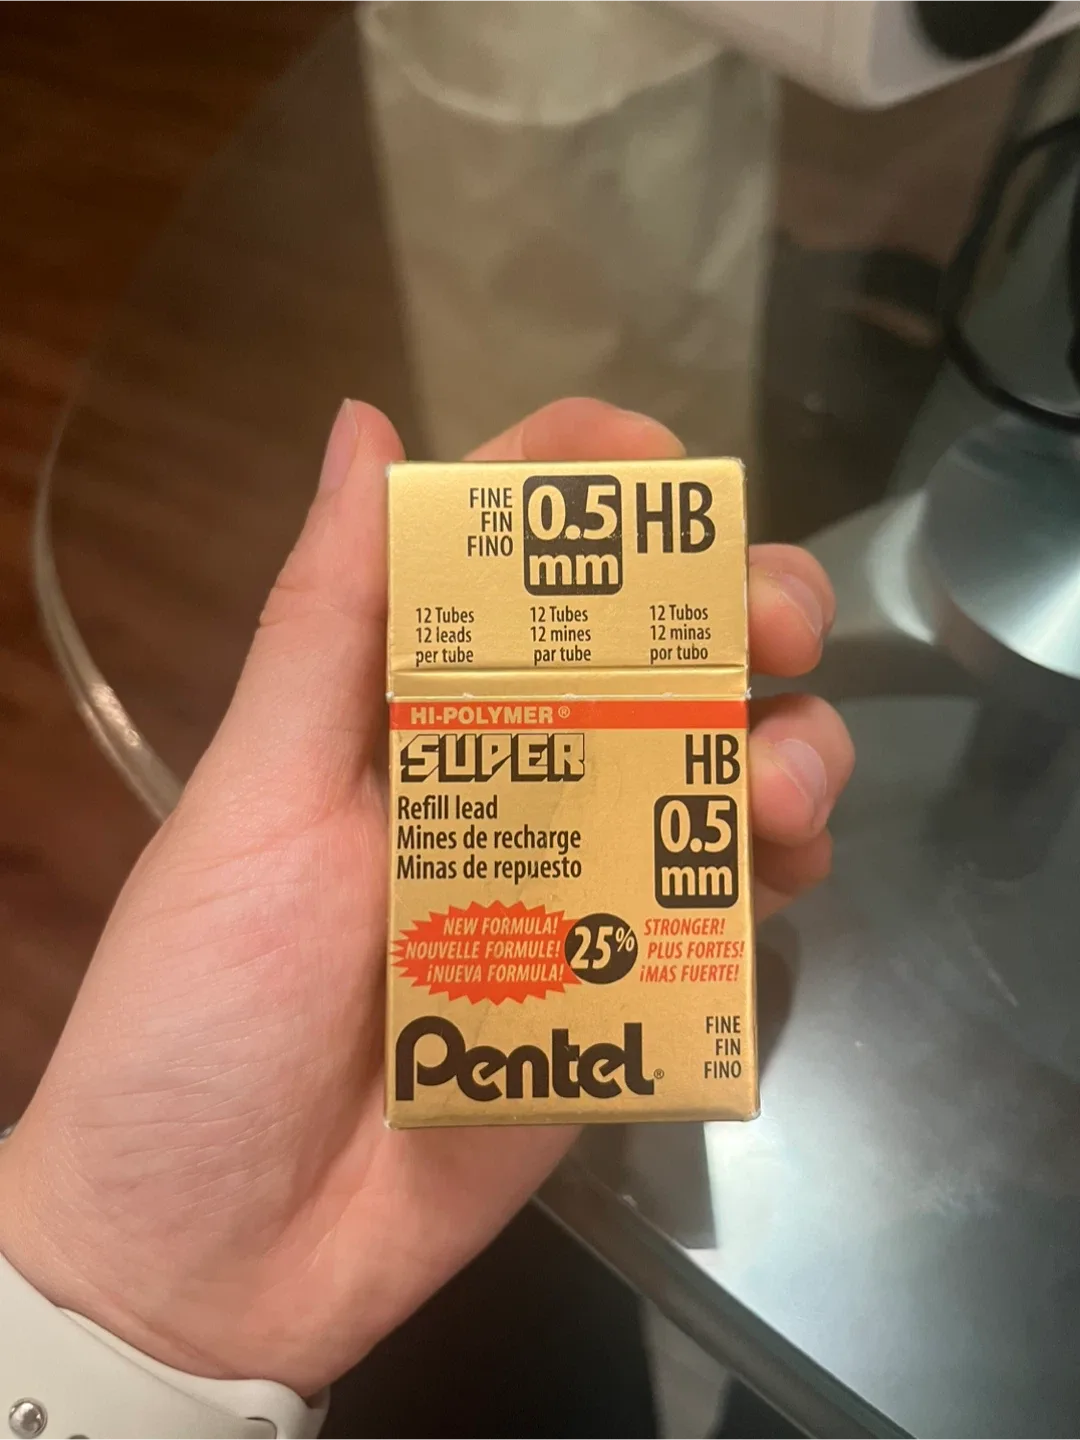 FINE
FIN
FINO
0.5
mm
HB
12 Tubes
12 leads
per tube
12 Tubes
12 mines
par tube
12 Tubos
12 minas
por tubo
HI-POLYMER®
SUPER
HB
Refill lead
Mines de recharge
Minas de repuesto
0.5
mm
NEW FORMULA!
NOUVELLE FORMULE!
¡NUEVA FORMULA!
25%
STRONGER!
PLUS FORTES!
¡MAS FUERTE!
Pentel®
FINE
FIN
FINO